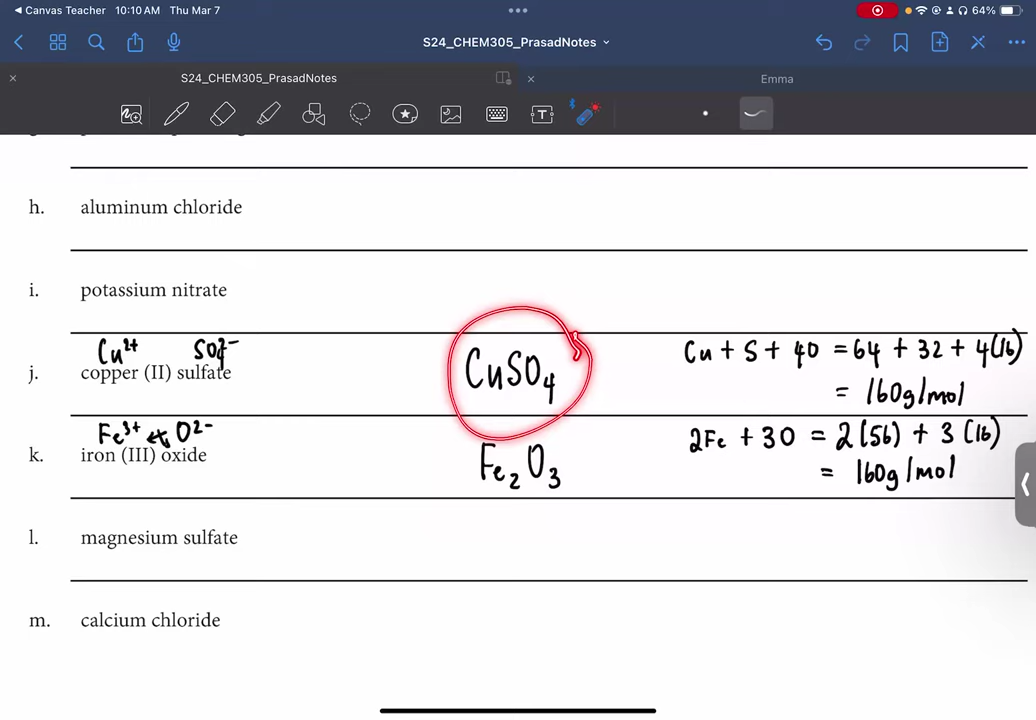 Canvas Teacher 10:10 AM Thu Mar 7 64%
S24_CHEM305_PrasadNotes
S24_CHEM305_PrasadNotes Emma
h. aluminum chloride
i. potassium nitrate
Cu²⁺ SO₄²⁻
j. copper (II) sulfate CuSO₄ Cu + S + 4O = 64 + 32 + 4(16)
= 160g/mol
Fe³⁺ O²⁻
k. iron (III) oxide Fe₂O₃ 2Fe + 3O = 2(56) + 3(16)
= 160g/mol
l. magnesium sulfate
m. calcium chloride